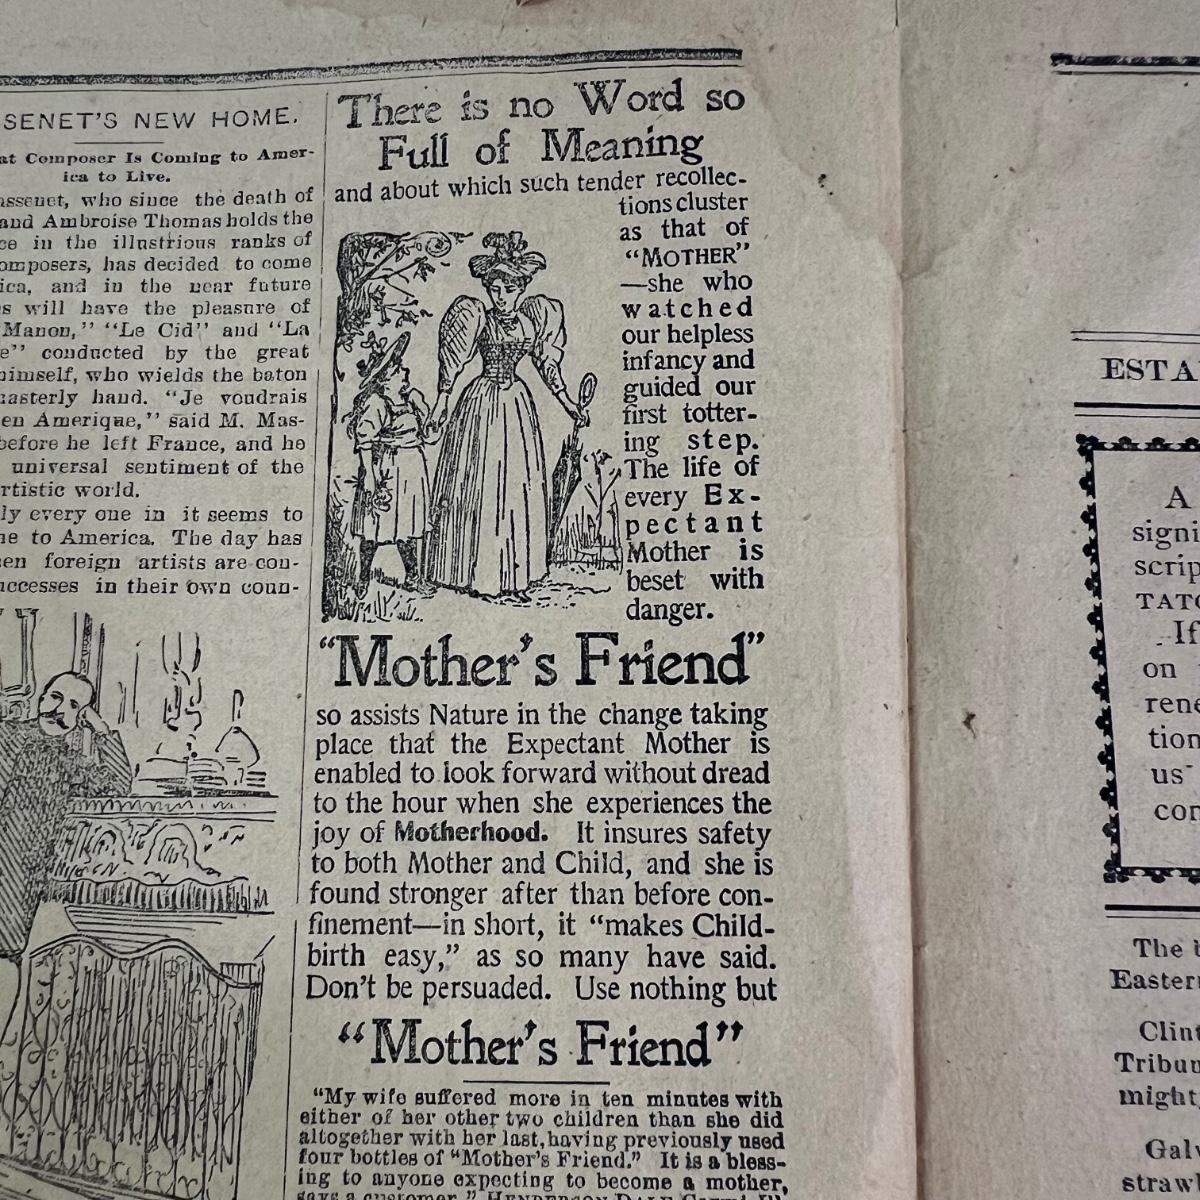 SENET'S NEW HOME.
at Composer Is Coming to Amer-
ica to Live.
assenet, who since the death of
and Ambroise Thomas holds the
ce in the illustrious ranks of
omposers, has decided to come
ica, and in the near future
s will have the pleasure of
Manon," "Le Cid" and "La
e" conducted by the great
himself, who wields the baton
masterly hand. "Je voudrais
en Amerique," said M. Mas-
before he left France, and he
universal sentiment of the
rtistic world.
ly every one in it seems to
ne to America. The day has
en foreign artists are con-
uccesses in their own coun-
There is no Word so
Full of Meaning
and about which such tender recollec-
tions cluster
as that of
"MOTHER"
—she who
watched
our helpless
infancy and
guided our
first totter-
ing step.
The life of
every Ex-
pectant
Mother is
beset with
danger.
"Mother's Friend"
so assists Nature in the change taking
place that the Expectant Mother is
enabled to look forward without dread
to the hour when she experiences the
joy of Motherhood. It insures safety
to both Mother and Child, and she is
found stronger after than before con-
finement—in short, it "makes Child-
birth easy," as so many have said.
Don't be persuaded. Use nothing but
"Mother's Friend"
"My wife suffered more in ten minutes with
either of her other two children than she did
altogether with her last, having previously used
four bottles of "Mother's Friend." It is a bless-
ing to anyone expecting to become a mother,
says a customer." HENDERSON DALE
ESTA
A
signi
scrip
TATO
If
on
rene
tion
us
con
The
Eastern
Clint
Tribun
might,
Galv
straw